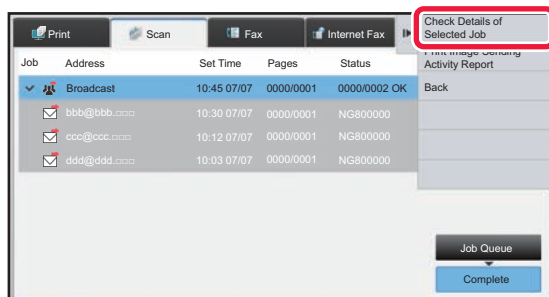 Print Scan Fax Internet Fax
Check Details of
Selected Job
Print Image Sending
Activity Report
Back
Job Address Set Time Pages Status
Broadcast 10:45 07/07 0000/0001 0000/0002 OK
bbb@bbb.□□□ 10:30 07/07 0000/0001 NG800000
ccc@ccc.□□□ 10:12 07/07 0000/0001 NG800000
ddd@ddd.□□□ 10:03 07/07 0000/0001 NG800000
Job Queue
Complete